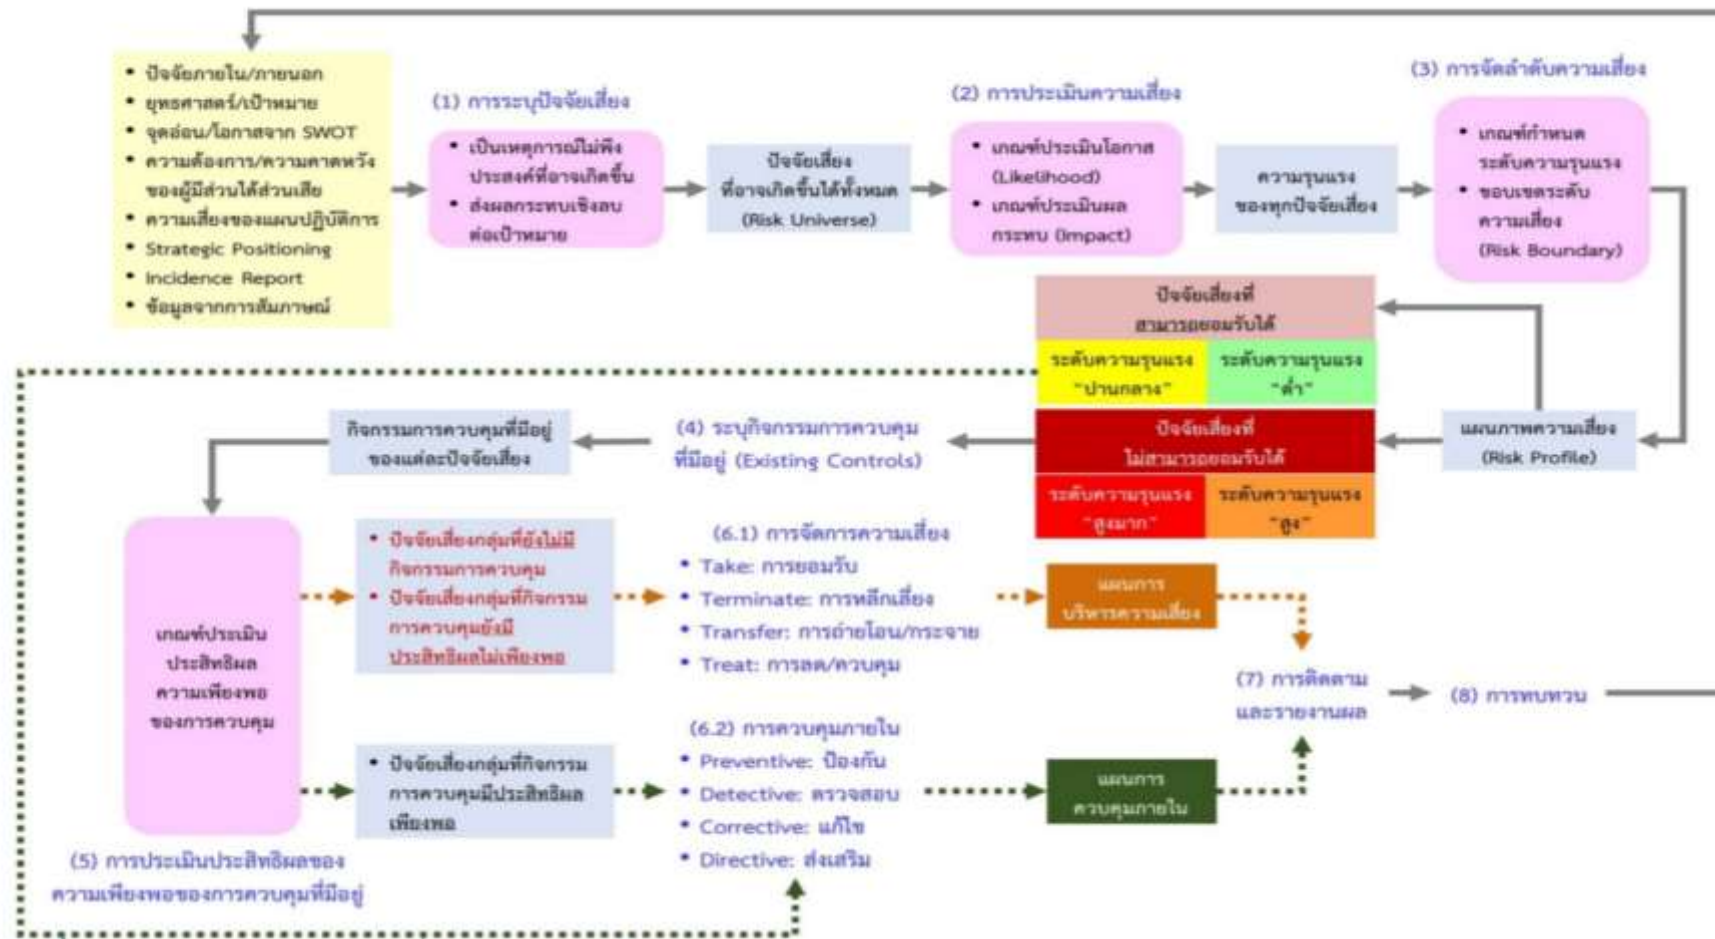 • ปัจจัยภายใน/ภายนอก
• ยุทธศาสตร์/เป้าหมาย
• จุดอ่อน/โอกาสจาก SWOT
• ความต้องการ/ความคาดหวัง
ของผู้มีส่วนได้ส่วนเสีย
• ความเสี่ยงของแผนปฏิบัติการ
• Strategic Positioning
• Incidence Report
• ข้อมูลจากการสัมภาษณ์
(1) การระบุปัจจัยเสี่ยง
• เป็นเหตุการณ์ไม่พึง
ประสงค์ที่อาจเกิดขึ้น
• ส่งผลกระทบเชิงลบ
ต่อเป้าหมาย
ปัจจัยเสี่ยง
ที่อาจเกิดขึ้นได้ทั้งหมด
(Risk Universe)
(2) การประเมินความเสี่ยง
• เกณฑ์ประเมินโอกาส
(Likelihood)
• เกณฑ์ประเมินผล
กระทบ (Impact)
ความรุนแรง
ของทุกปัจจัยเสี่ยง
(3) การจัดลำดับความเสี่ยง
• เกณฑ์กำหนด
ระดับความรุนแรง
• ขอบเขตระดับ
ความเสี่ยง
(Risk Boundary)
ปัจจัยเสี่ยงที่
สามารถยอมรับได้
ระดับความรุนแรง
"ปานกลาง"
ระดับความรุนแรง
"ต่ำ"
ปัจจัยเสี่ยงที่
ไม่สามารถยอมรับได้
ระดับความรุนแรง
"สูงมาก"
ระดับความรุนแรง
"สูง"
แผนภาพความเสี่ยง
(Risk Profile)
(4) ระบุกิจกรรมการควบคุม
ที่มีอยู่ (Existing Controls)
กิจกรรมการควบคุมที่มีอยู่
ของแต่ละปัจจัยเสี่ยง
เกณฑ์ประเมิน
ประสิทธิผล
ความเพียงพอ
ของการควบคุม
(5) การประเมินประสิทธิผลของ
ความเพียงพอของการควบคุมที่มีอยู่
• ปัจจัยเสี่ยงกลุ่มที่ยังไม่มี
กิจกรรมการควบคุม
• ปัจจัยเสี่ยงกลุ่มที่กิจกรรม
การควบคุมยังมี
ประสิทธิผลไม่เพียงพอ
(6.1) การจัดการความเสี่ยง
• Take: การยอมรับ
• Terminate: การหลีกเลี่ยง
• Transfer: การถ่ายโอน/กระจาย
• Treat: การลด/ควบคุม
แผนการ
บริหารความเสี่ยง
• ปัจจัยเสี่ยงกลุ่มที่กิจกรรม
การควบคุมมีประสิทธิผล
เพียงพอ
(6.2) การควบคุมภายใน
• Preventive: ป้องกัน
• Detective: ตรวจสอบ
• Corrective: แก้ไข
• Directive: ส่งเสริม
แผนการ
ควบคุมภายใน
(7) การติดตาม
และรายงานผล
(8) การทบทวน